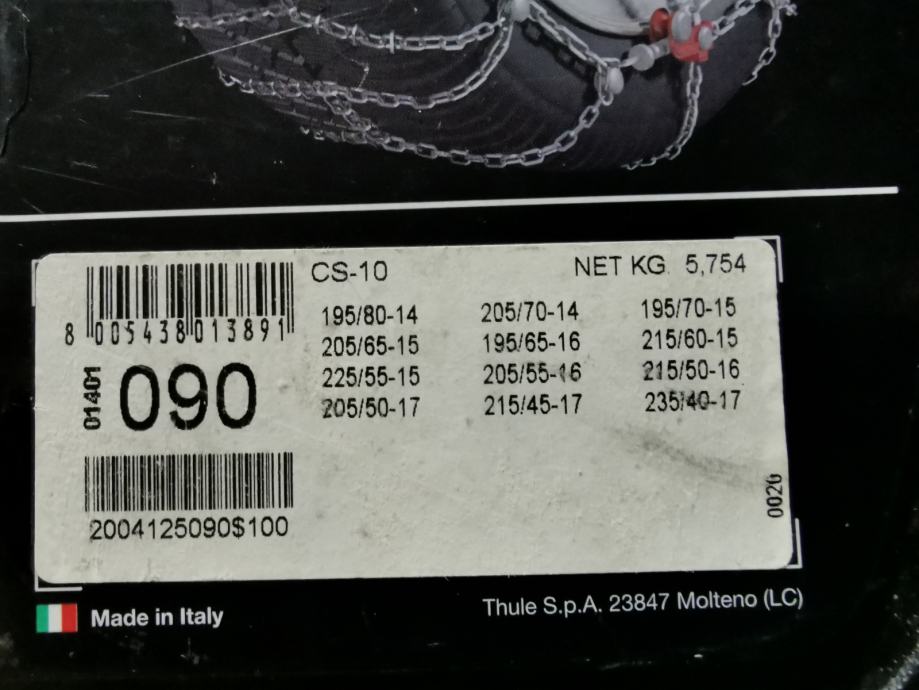 CS-10 NET KG. 5,754
195/80-14 205/70-14 195/70-15
205/65-15 195/65-16 215/60-15
225/55-15 205/55-16 215/50-16
205/50-17 215/45-17 235/40-17
8 005438 013891
01401
090
2004125090$100
0020
Made in Italy
Thule S.p.A. 23847 Molteno (LC)